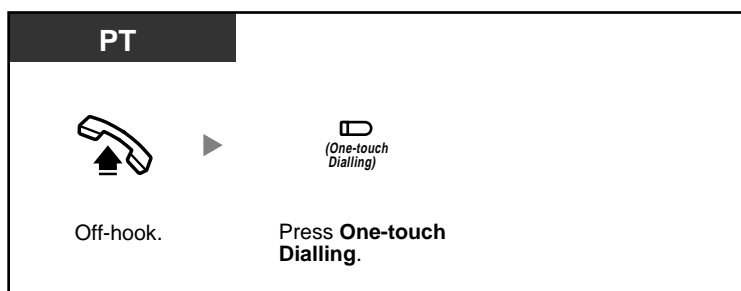 PT
(One-touch
Dialling)
Off-hook.
Press One-touch
Dialling.